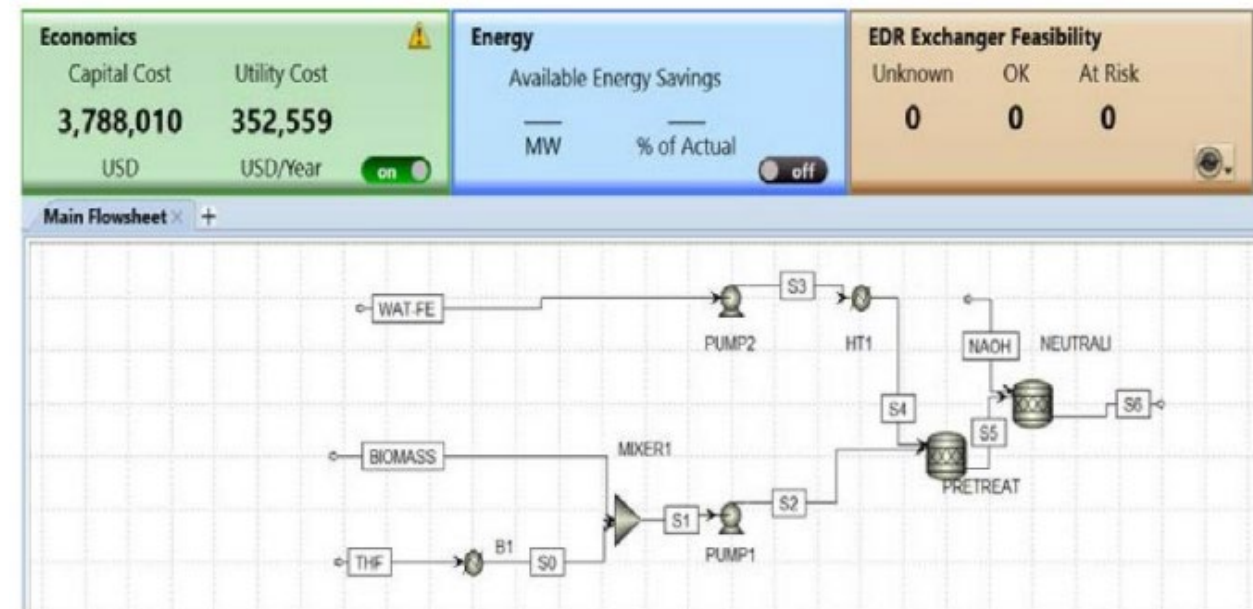 Economics
Capital Cost Utility Cost
3,788,010 352,559
USD USD/Year on
Energy
Available Energy Savings
MW % of Actual
off
EDR Exchanger Feasibility
Unknown OK At Risk
0 0 0
Main Flowsheet × +
S3
WAT-FE
PUMP2 HT1 NAOH NEUTRALI
S4 S6
S5
BIOMASS MIXER1
PRETREAT
S2
S1
B1 PUMP1
THF S0